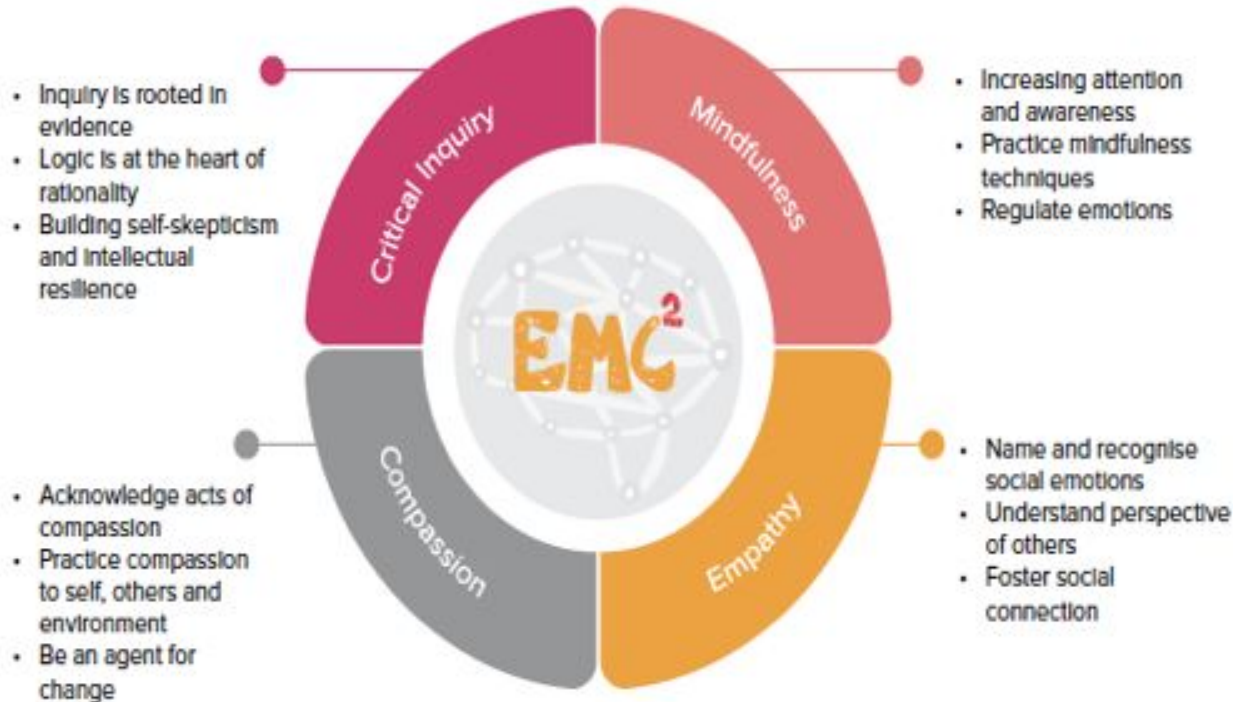 Critical Inquiry
• Inquiry is rooted in
evidence
• Logic is at the heart of
rationality
• Building self-skepticism
and intellectual
resilience
Mindfulness
• Increasing attention
and awareness
• Practice mindfulness
techniques
• Regulate emotions
EMC²
Compassion
• Acknowledge acts of
compassion
• Practice compassion
to self, others and
environment
• Be an agent for
change
Empathy
• Name and recognise
social emotions
• Understand perspective
of others
• Foster social
connection